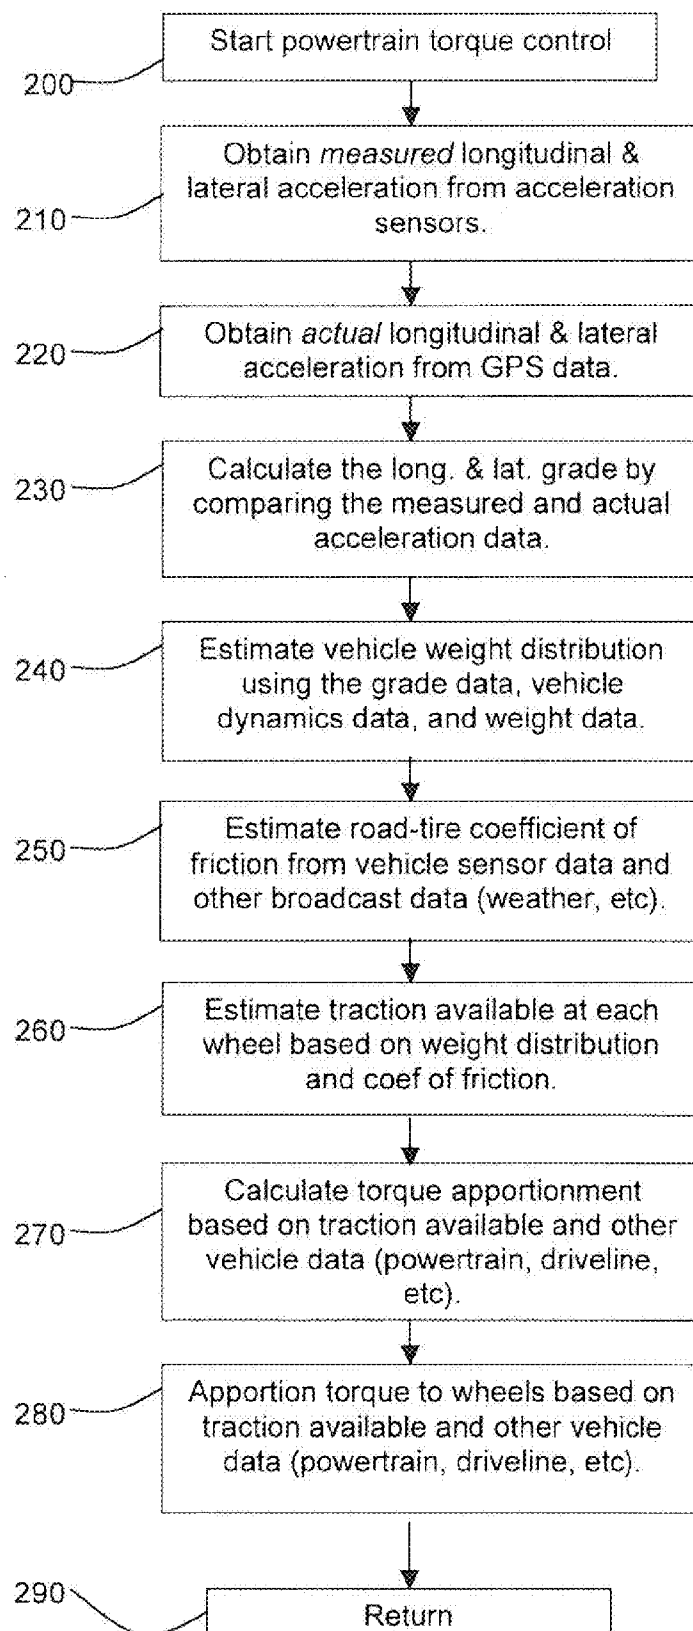 Start powertrain torque control
200
Obtain measured longitudinal &
lateral acceleration from acceleration
sensors.
210
Obtain actual longitudinal & lateral
acceleration from GPS data.
220
Calculate the long. & lat. grade by
comparing the measured and actual
acceleration data.
230
Estimate vehicle weight distribution
using the grade data, vehicle
dynamics data, and weight data.
240
Estimate road-tire coefficient of
friction from vehicle sensor data and
other broadcast data (weather, etc).
250
Estimate traction available at each
wheel based on weight distribution
and coef of friction.
260
Calculate torque apportionment
based on traction available and other
vehicle data (powertrain, driveline,
etc).
270
Apportion torque to wheels based on
traction available and other vehicle
data (powertrain, driveline, etc).
280
290
Return